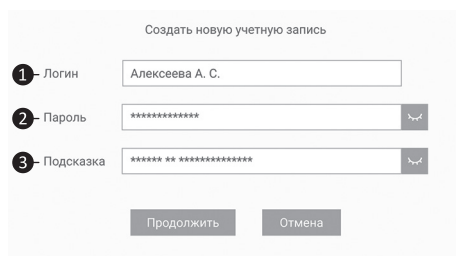 Создать новую учетную запись
1 Логин Алексеева А. С.
2 Пароль *************
3 Подсказка ****** ** **************
Продолжить Отмена